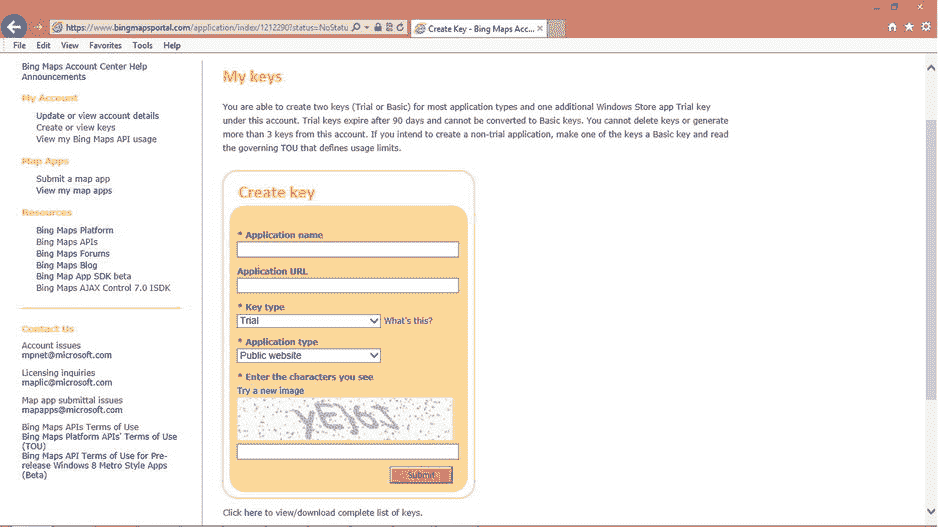 https://www.bingmapsportal.com/application/index/1212290?status=NoStatu
Create Key - Bing Maps Acc...
File Edit View Favorites Tools Help
Bing Maps Account Center Help
Announcements
My Account
Update or view account details
Create or view keys
View my Bing Maps API usage
Map Apps
Submit a map app
View my map apps
Resources
Bing Maps Platform
Bing Maps APIs
Bing Maps Forums
Bing Maps Blog
Bing Map App SDK beta
Bing Maps AJAX Control 7.0 ISDK
Contact Us
Account issues
mpnet@microsoft.com
Licensing inquiries
maplic@microsoft.com
Map app submittal issues
mapapps@microsoft.com
Bing Maps APIs Terms of Use
Bing Maps Platform APIs' Terms of Use
(TOU)
Bing Maps API Terms of Use for Pre-
release Windows 8 Metro Style Apps
(Beta)
My keys
You are able to create two keys (Trial or Basic) for most application types and one additional Windows Store app Trial key
under this account. Trial keys expire after 90 days and cannot be converted to Basic keys. You cannot delete keys or generate
more than 3 keys from this account. If you intend to create a non-trial application, make one of the keys a Basic key and read
the governing TOU that defines usage limits.
Create key
* Application name
Application URL
* Key type
Trial What's this?
* Application type
Public website
* Enter the characters you see
Try a new image
Submit
Click here to view/download complete list of keys.